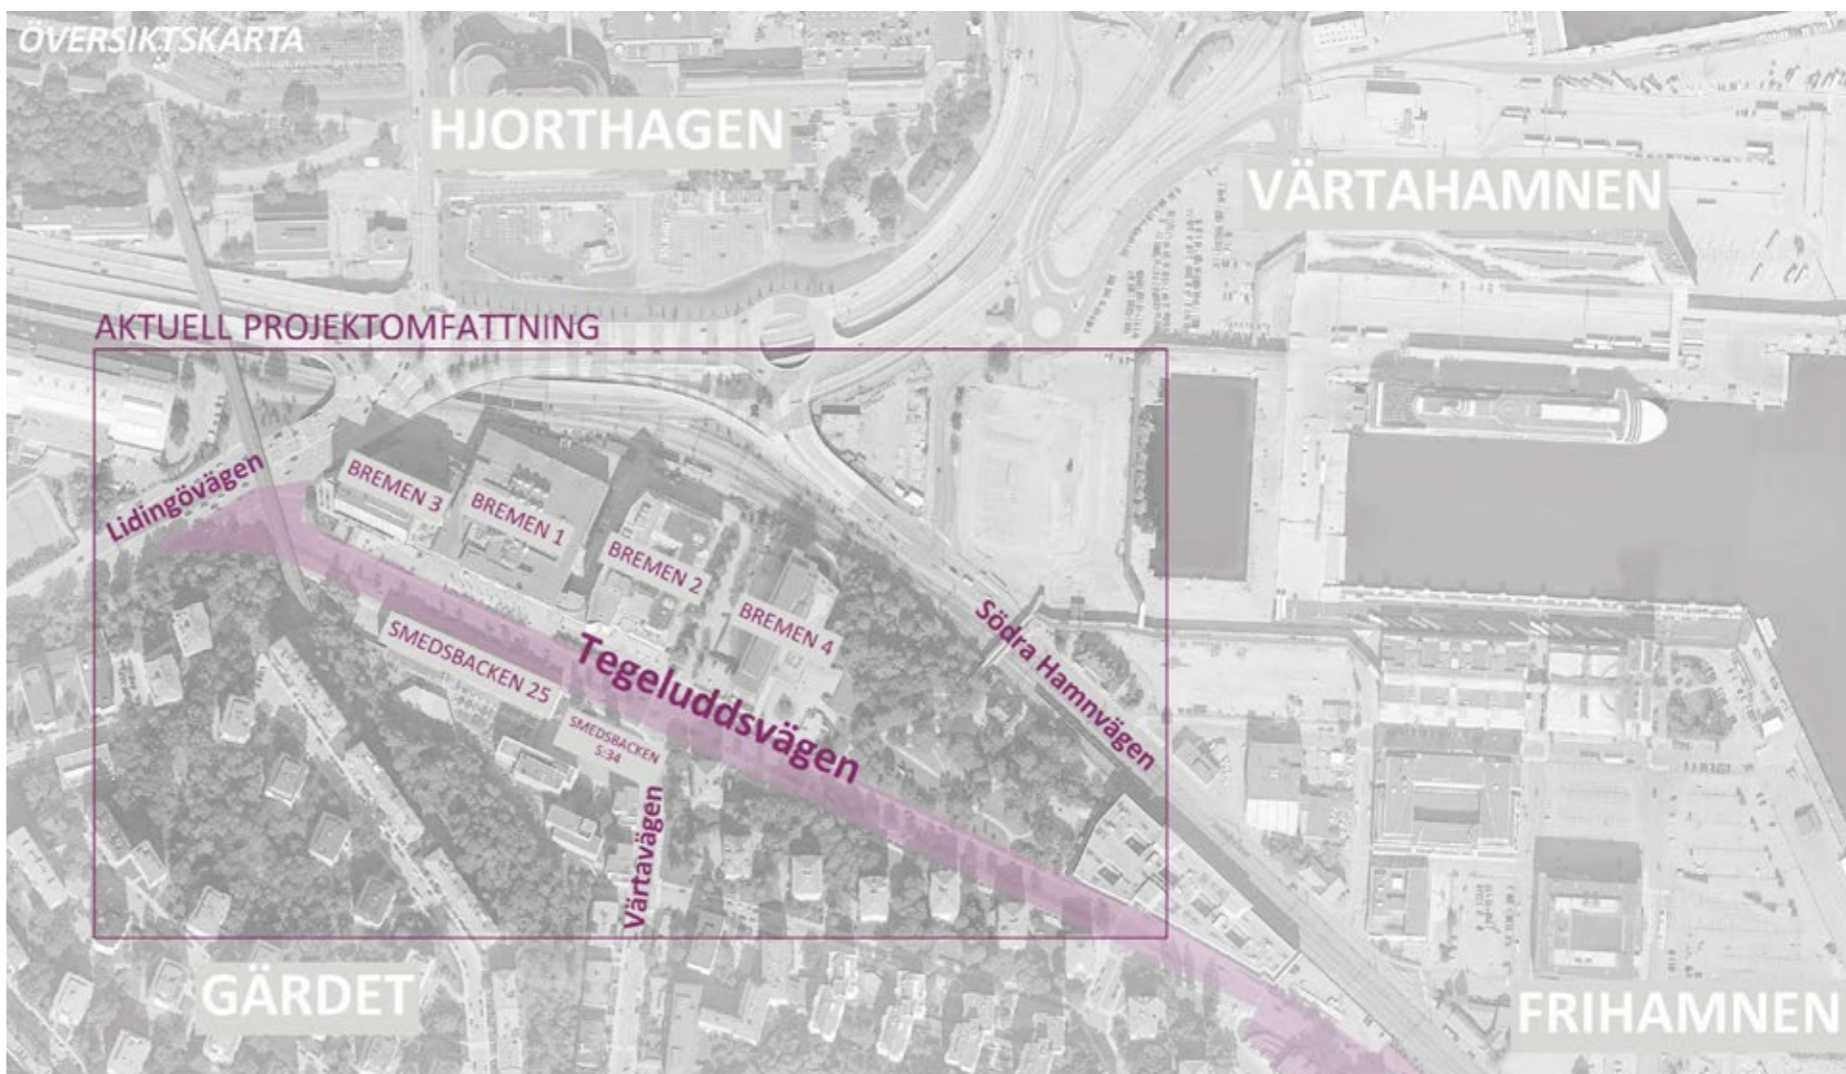 ÖVERSIKTSKARTA
HJORTHAGEN
VÄRTAHAMNEN
AKTUELL PROJEKTOMFATTNING
Lidingövägen
BREMEN 3
BREMEN 1
BREMEN 2
BREMEN 4
SMEDSBACKEN 25
SMEDSBACKEN
S:34
Tegeluddsvägen
Södra Hamnvägen
Värtavägen
GÄRDET
FRIHAMNEN